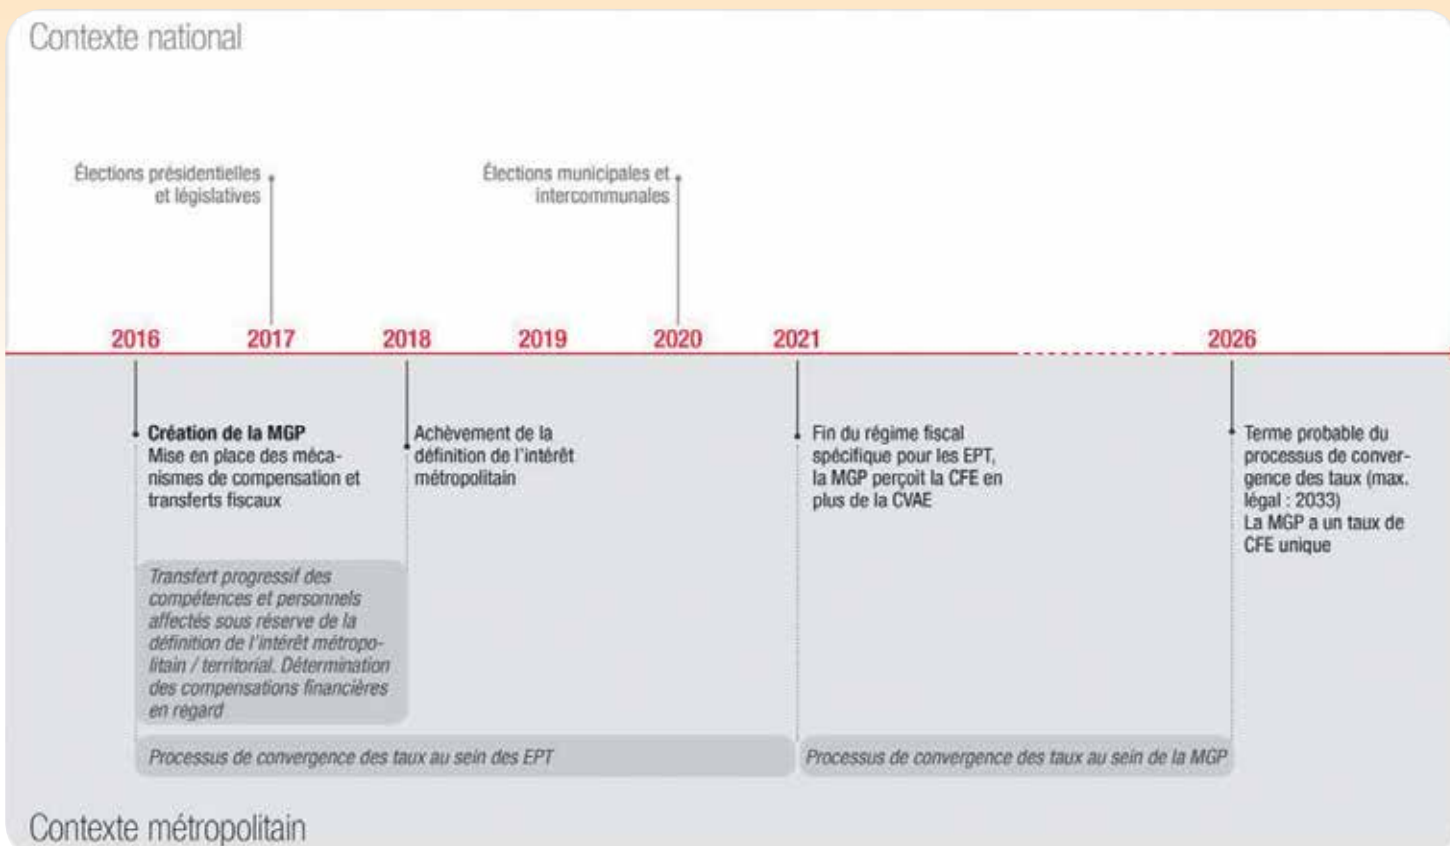 Contexte national
Élections présidentielles
et législatives
Élections municipales et
intercommunales
2016
2017
2018
2019
2020
2021
2026
Création de la MGP
Mise en place des méca-
nismes de compensation et
transferts fiscaux
Achèvement de la
définition de l'intérêt
métropolitain
Fin du régime fiscal
spécifique pour les EPT,
la MGP perçoit la CFE en
plus de la CVAE
Terme probable du
processus de conver-
gence des taux (max.
légal : 2033)
La MGP a un taux de
CFE unique
Transfert progressif des
compétences et personnels
affectés sous réserve de la
définition de l'intérêt métropo-
litain / territorial. Détermination
des compensations financières
en regard
Processus de convergence des taux au sein des EPT
Processus de convergence des taux au sein de la MGP
Contexte métropolitain